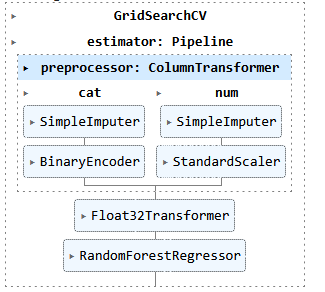 GridSearchCV
estimator: Pipeline
preprocessor: ColumnTransformer
cat num
SimpleImputer SimpleImputer
BinaryEncoder StandardScaler
Float32Transformer
RandomForestRegressor